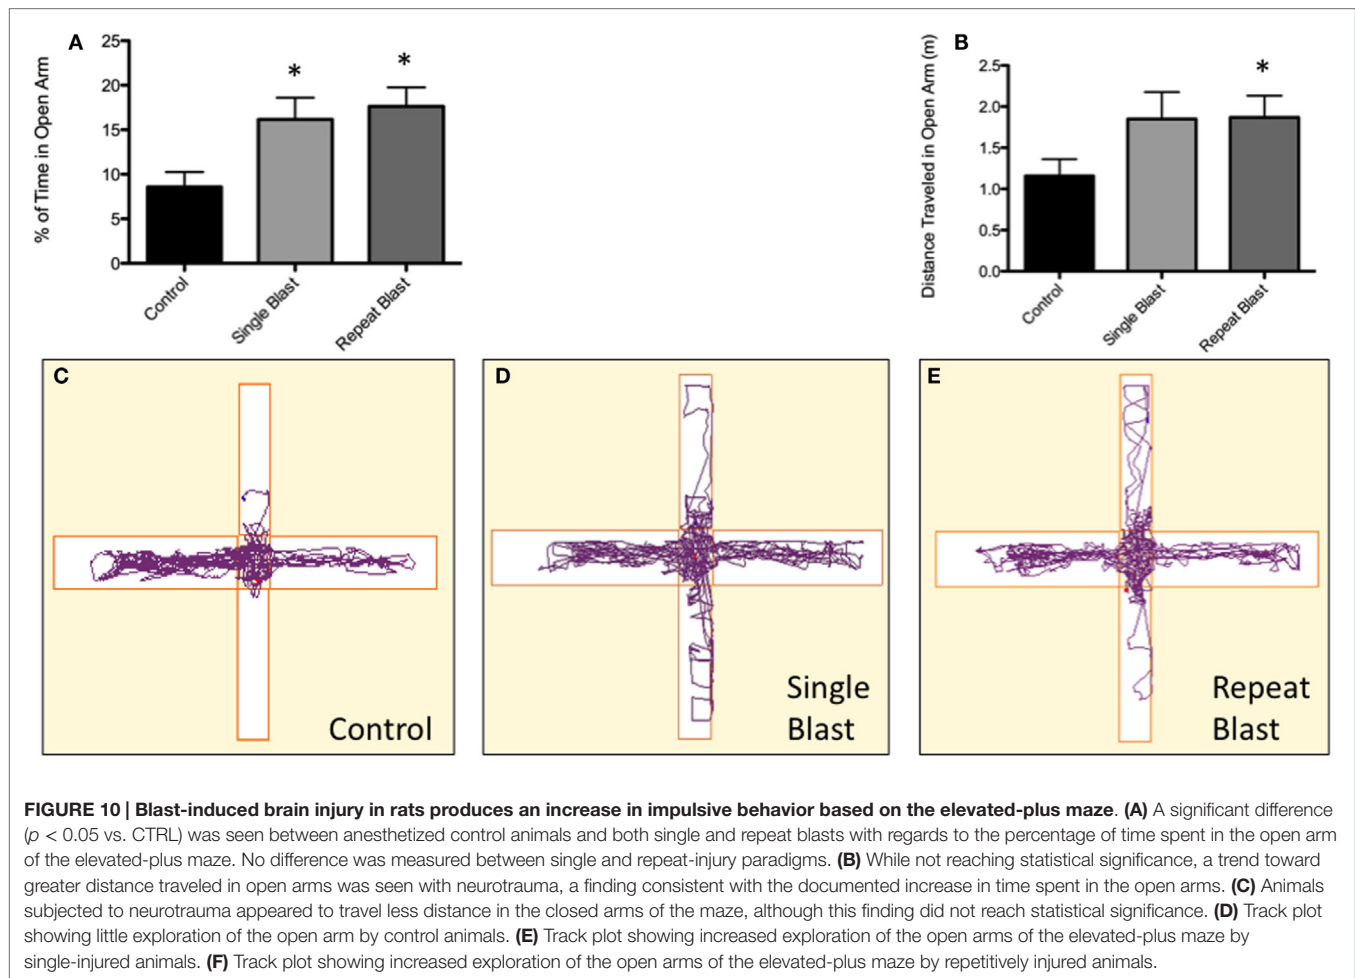 A
% of Time in Open Arm
25
20
15
10
5
0
*
*
Control
Single Blast
Repeat Blast
B
Distance Traveled in Open Arm (m)
2.5
2.0
1.5
1.0
0.5
0.0
*
Control
Single Blast
Repeat Blast
C
Control
D
Single
Blast
E
Repeat
Blast
FIGURE 10 | Blast-induced brain injury in rats produces an increase in impulsive behavior based on the elevated-plus maze. (A) A significant difference
(p < 0.05 vs. CTRL) was seen between anesthetized control animals and both single and repeat blasts with regards to the percentage of time spent in the open arm
of the elevated-plus maze. No difference was measured between single and repeat-injury paradigms. (B) While not reaching statistical significance, a trend toward
greater distance traveled in open arms was seen with neurotrauma, a finding consistent with the documented increase in time spent in the open arms. (C) Animals
subjected to neurotrauma appeared to travel less distance in the closed arms of the maze, although this finding did not reach statistical significance. (D) Track plot
showing little exploration of the open arm by control animals. (E) Track plot showing increased exploration of the open arms of the elevated-plus maze by
single-injured animals. (F) Track plot showing increased exploration of the open arms of the elevated-plus maze by repetitively injured animals.